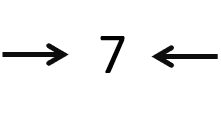 → 7 ←